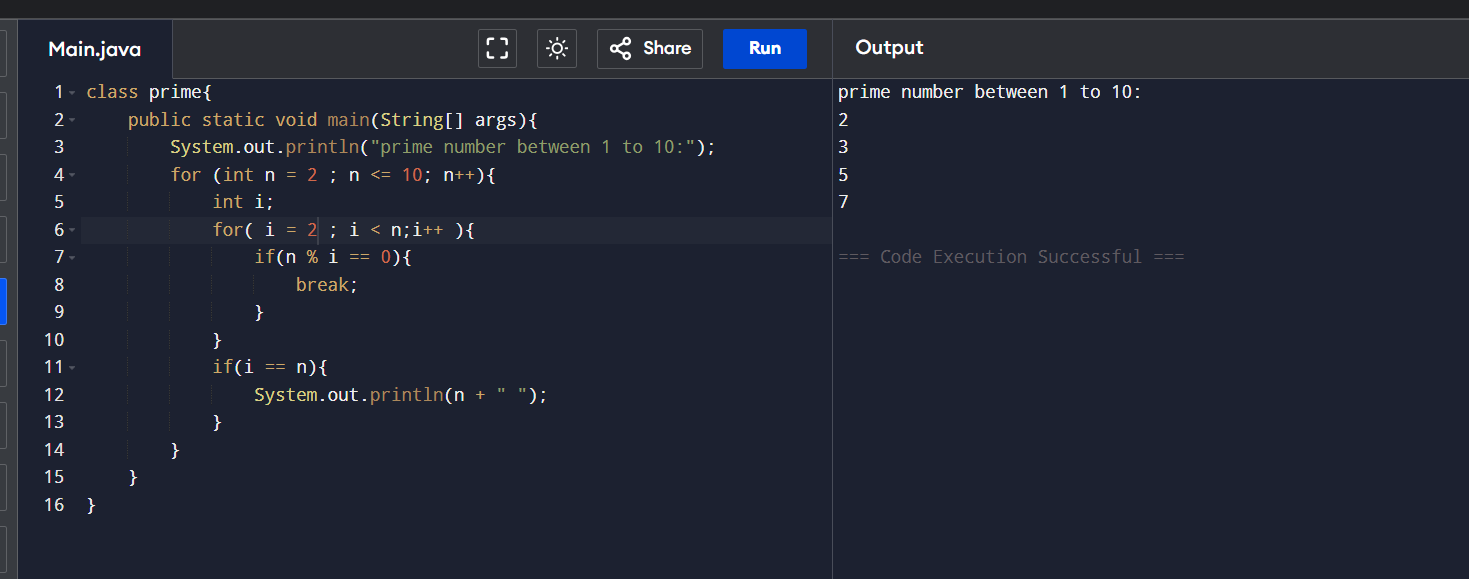 Main.java
Share
Run
Output
1 class prime{
2     public static void main(String[] args){
3         System.out.println("prime number between 1 to 10:");
4         for (int n = 2 ; n <= 10; n++){
5             int i;
6             for( i = 2 ; i < n;i++ ){
7                 if(n % i == 0){
8                     break;
9                 }
10             }
11             if(i == n){
12                 System.out.println(n + " ");
13             }
14         }
15     }
16 }
prime number between 1 to 10:
2
3
5
7
=== Code Execution Successful ===